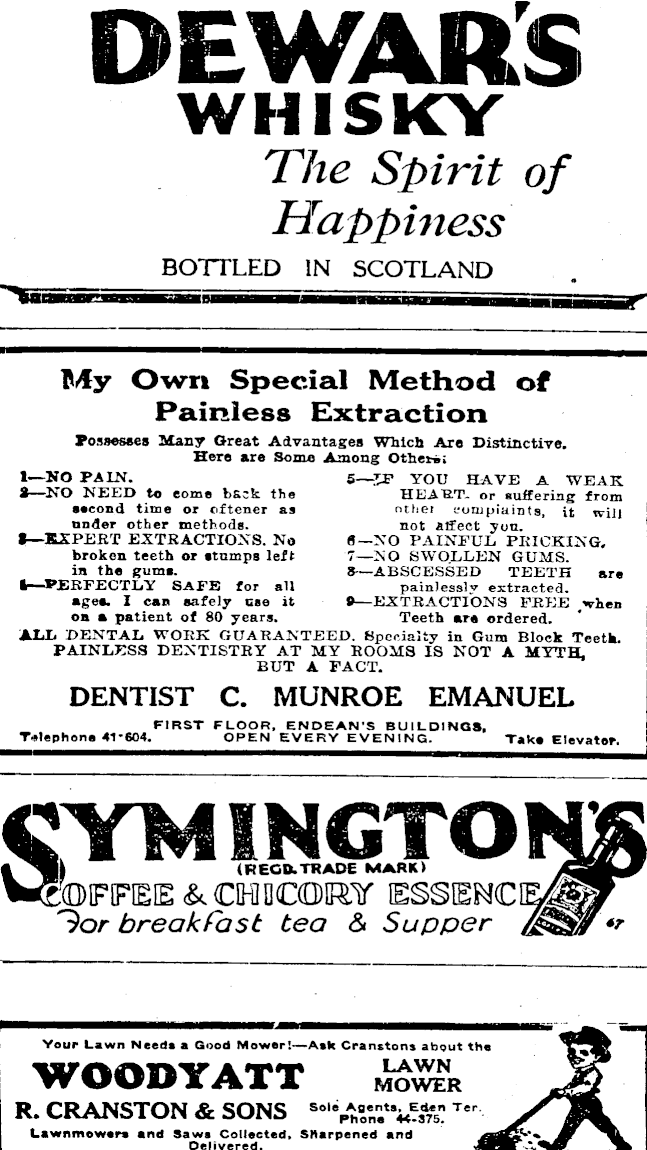 DEWAR'S
WHISKY
The Spirit of
Happiness
BOTTLED IN SCOTLAND
My Own Special Method of
Painless Extraction
Possesses Many Great Advantages Which Are Distinctive.
Here are Some Among Others:
1—NO PAIN.
2—NO NEED to come back the
second time or oftener as
under other methods.
3—EXPERT EXTRACTIONS. No
broken teeth or stumps left
in the gums.
4—PERFECTLY SAFE for all
ages. I can safely use it
on a patient of 80 years.
5—IF YOU HAVE A WEAK
HEART, or suffering from
other complaints, it will
not affect you.
6—NO PAINFUL PRICKING.
7—NO SWOLLEN GUMS.
8—ABSCESSED TEETH are
painlessly extracted.
9—EXTRACTIONS FREE when
Teeth are ordered.
ALL DENTAL WORK GUARANTEED. Specialty in Gum Block Teeth.
PAINLESS DENTISTRY AT MY ROOMS IS NOT A MYTH,
BUT A FACT.
DENTIST C. MUNROE EMANUEL
FIRST FLOOR, ENDEAN'S BUILDINGS,
Telephone 41-604. OPEN EVERY EVENING. Take Elevator.
SYMINGTON'S
(REGD. TRADE MARK)
COFFEE & CHICORY ESSENCE
For breakfast tea & Supper
67
Your Lawn Needs a Good Mower!—Ask Cranstons about the
WOODYATT LAWN
MOWER
R. CRANSTON & SONS Sole Agents, Eden Ter.
Phone 44-375.
Lawnmowers and Saws Collected, Sharpened and
Delivered.